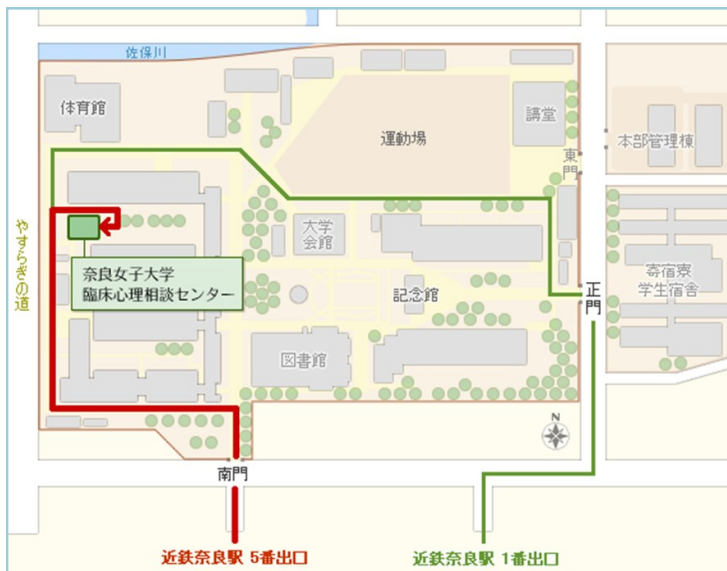 佐保川
体育館
運動場
講堂
本部管理棟
東門
やすらぎの道
大学
会館
奈良女子大学
臨床心理相談センター
記念館
正門
寄宿寮
学生宿舎
図書館
N
南門
近鉄奈良駅 5番出口
近鉄奈良駅 1番出口